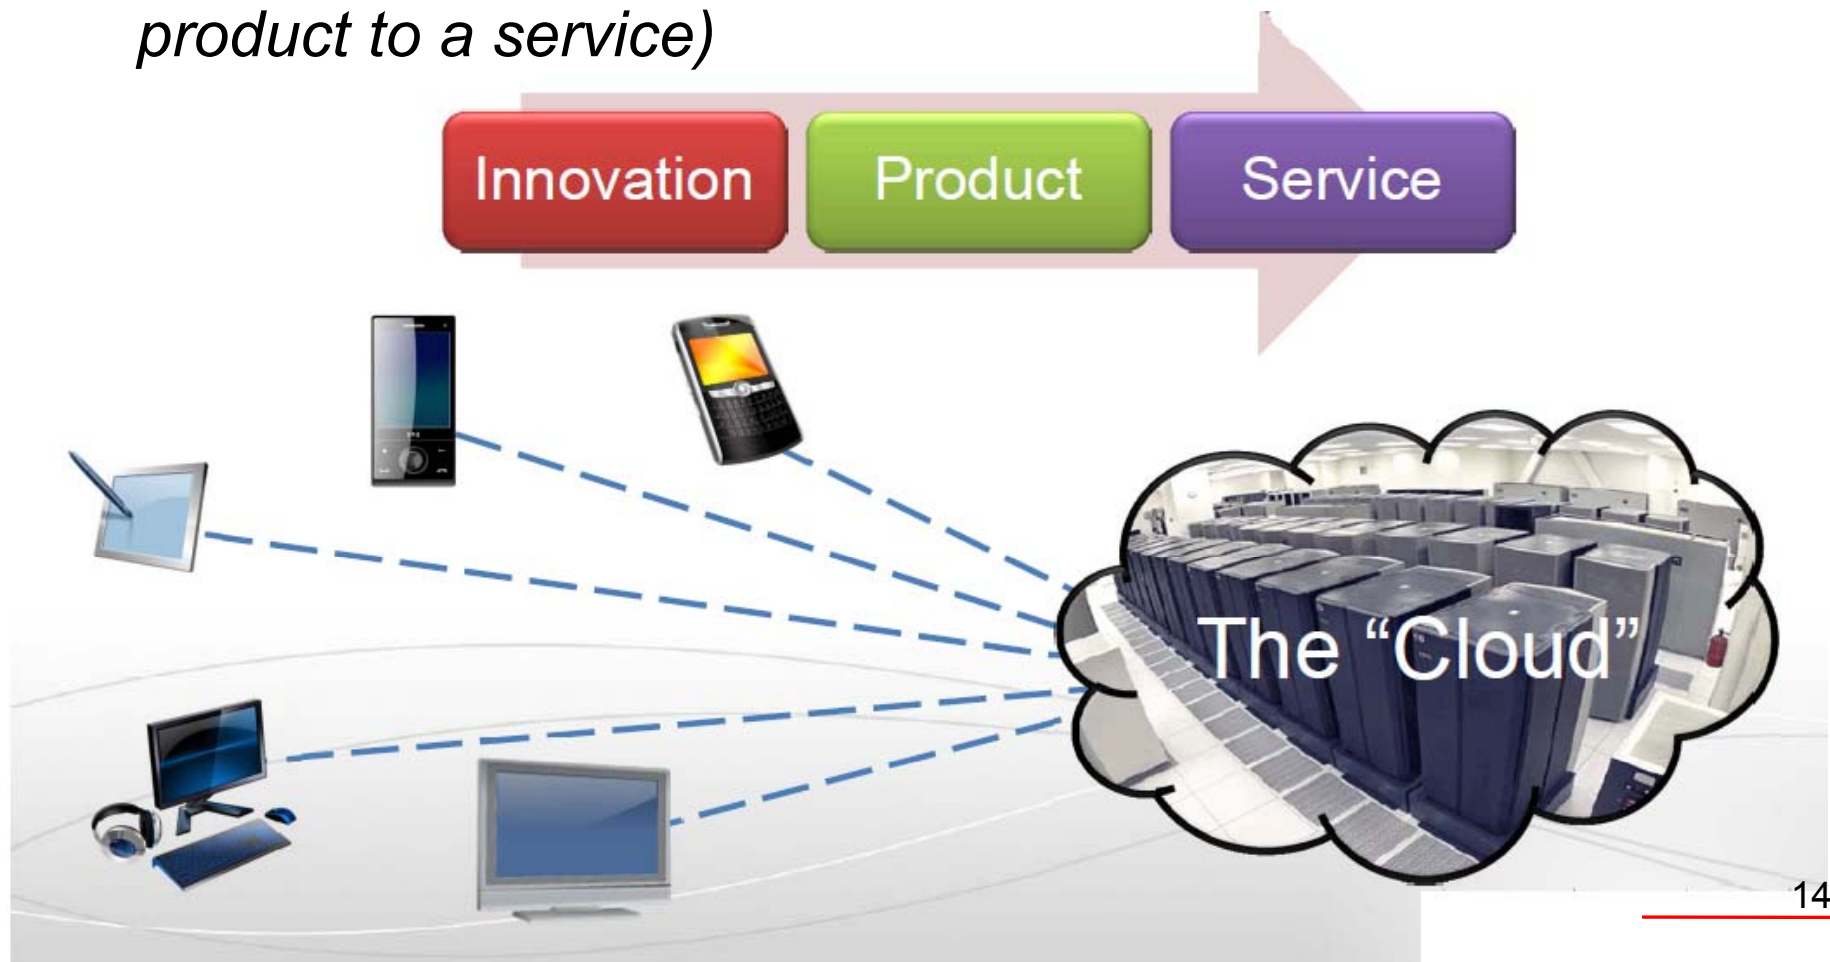 product to a service)
Innovation
Product
Service
The “Cloud”
14